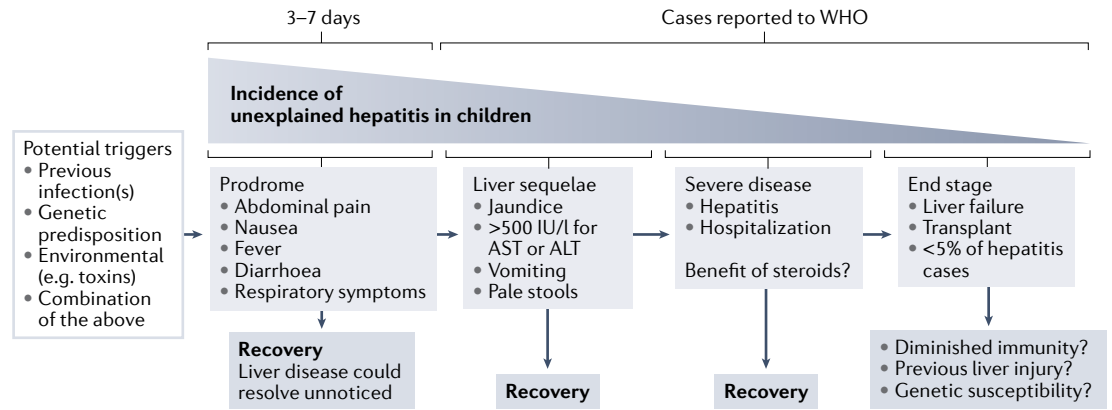 3–7 days
Cases reported to WHO
Incidence of
unexplained hepatitis in children
Potential triggers
• Previous
infection(s)
• Genetic
predisposition
• Environmental
(e.g. toxins)
• Combination
of the above
Prodrome
• Abdominal pain
• Nausea
• Fever
• Diarrhoea
• Respiratory symptoms
Liver sequelae
• Jaundice
• >500 IU/l for
AST or ALT
• Vomiting
• Pale stools
Severe disease
• Hepatitis
• Hospitalization
Benefit of steroids?
End stage
• Liver failure
• Transplant
• <5% of hepatitis
cases
Recovery
Liver disease could
resolve unnoticed
Recovery
Recovery
• Diminished immunity?
• Previous liver injury?
• Genetic susceptibility?